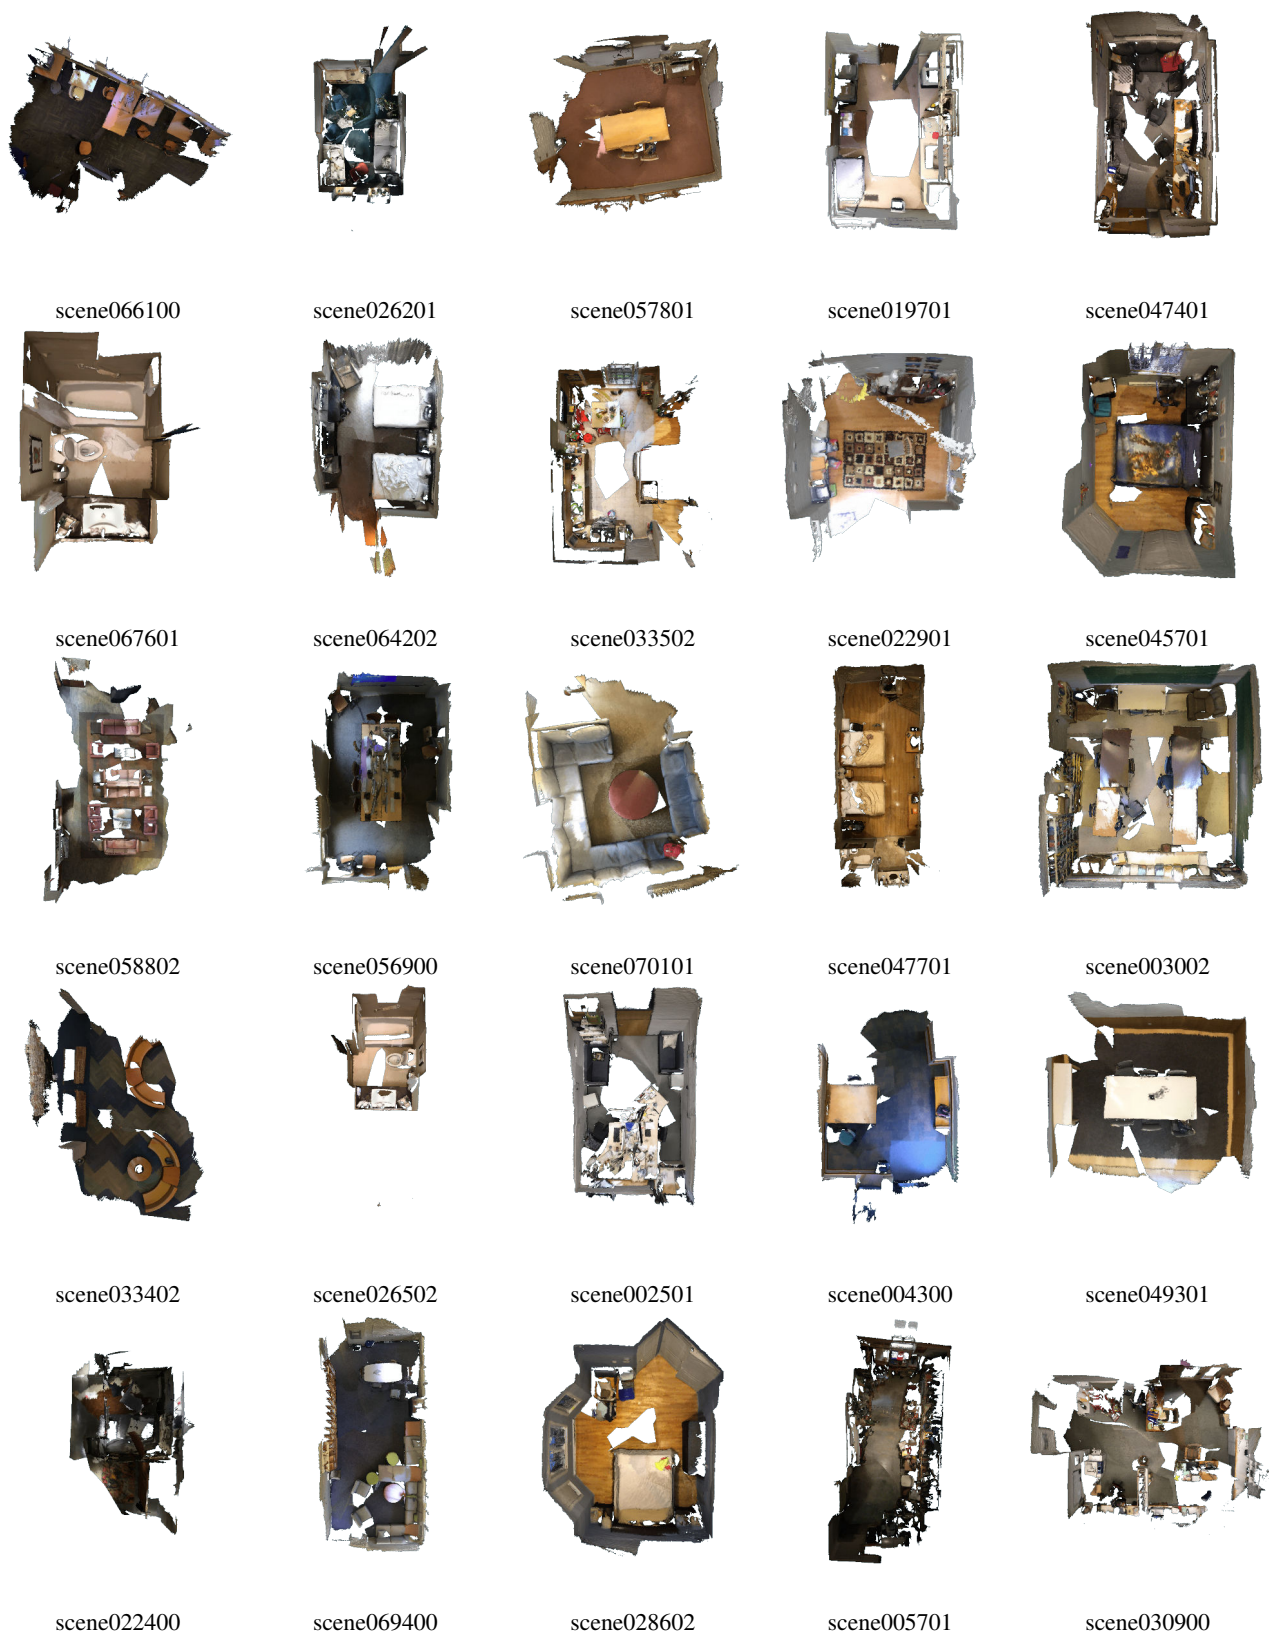 scene066100 scene026201 scene057801 scene019701 scene047401
scene067601 scene064202 scene033502 scene022901 scene045701
scene058802 scene056900 scene070101 scene047701 scene003002
scene033402 scene026502 scene002501 scene004300 scene049301
scene022400 scene069400 scene028602 scene005701 scene030900